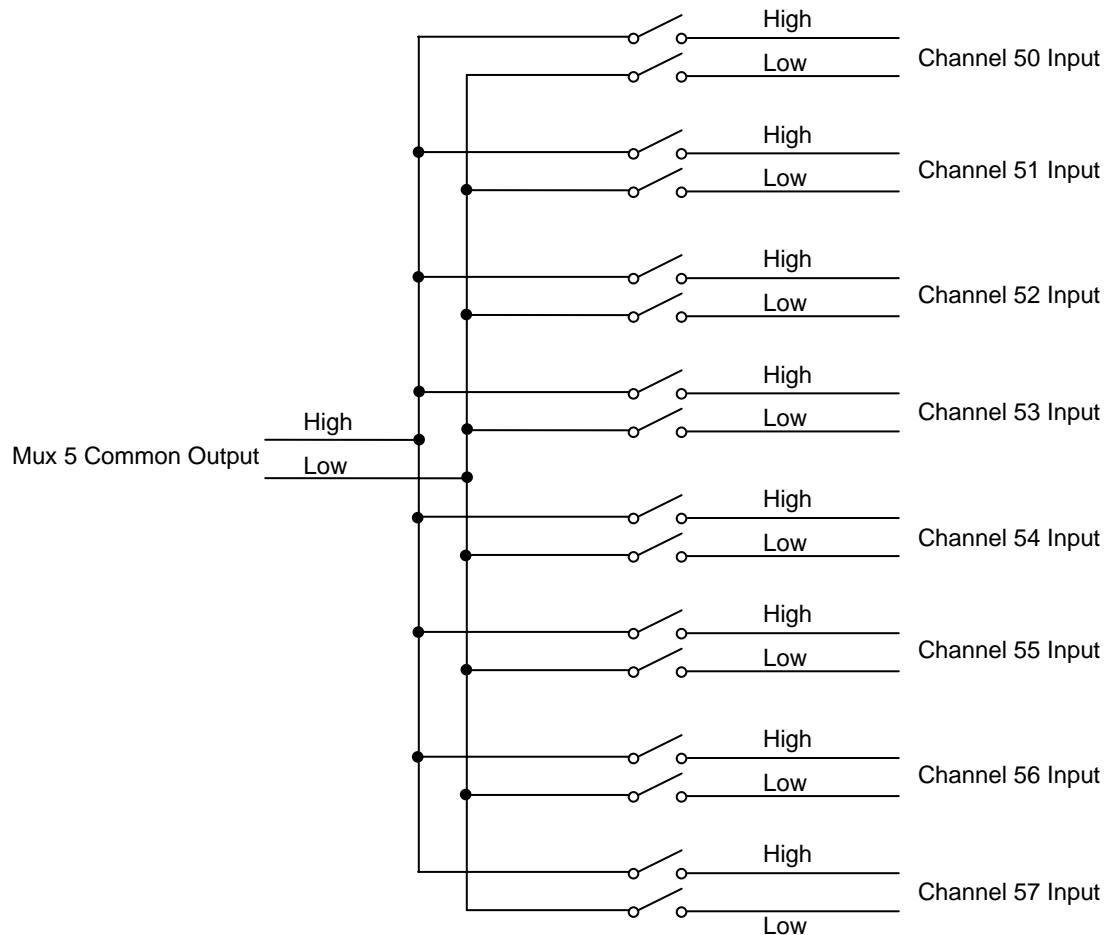 High
Channel 50 Input
Low
High
Channel 51 Input
Low
High
Channel 52 Input
Low
High
Channel 53 Input
Low
High
Mux 5 Common Output
Low
High
Channel 54 Input
Low
High
Channel 55 Input
Low
High
Channel 56 Input
Low
High
Channel 57 Input
Low